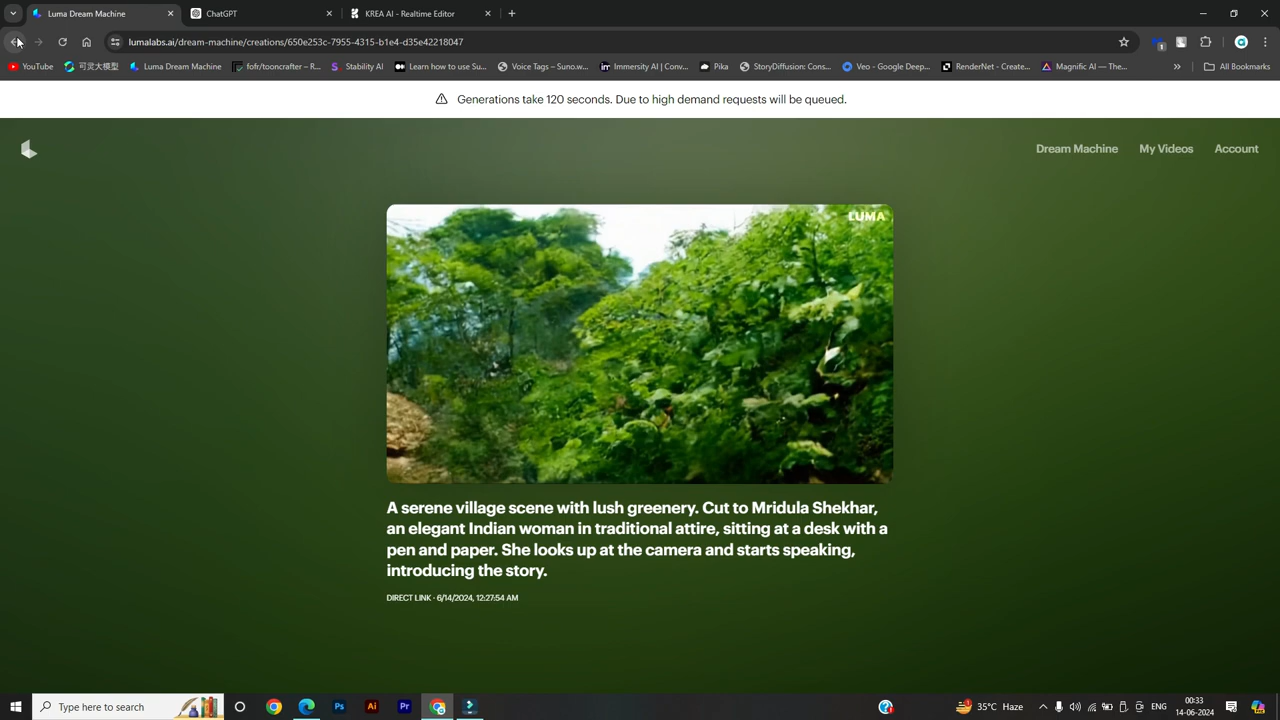 Luma Dream Machine
ChatGPT
KREA AI - Realtime Editor
lumalabs.ai/dream-machine/creations/650e253c-7955-4315-b1e4-d35e42218047
YouTube
可灵大模型
Luma Dream Machine
fofr/tooncrafter – R...
Stability AI
Learn how to use Su...
Voice Tags – Suno.w...
Immersity AI | Conv...
Pika
StoryDiffusion: Cons...
Veo - Google Deep...
RenderNet - Create...
Magnific AI — The...
»
All Bookmarks
Generations take 120 seconds. Due to high demand requests will be queued.
Dream Machine
My Videos
Account
LUMA
A serene village scene with lush greenery. Cut to Mridula Shekhar,
an elegant Indian woman in traditional attire, sitting at a desk with a
pen and paper. She looks up at the camera and starts speaking,
introducing the story.
DIRECT LINK · 6/14/2024, 12:27:54 AM
Type here to search
Ps
Ai
Pr
35°C Haze
ENG
00:33
14-06-2024